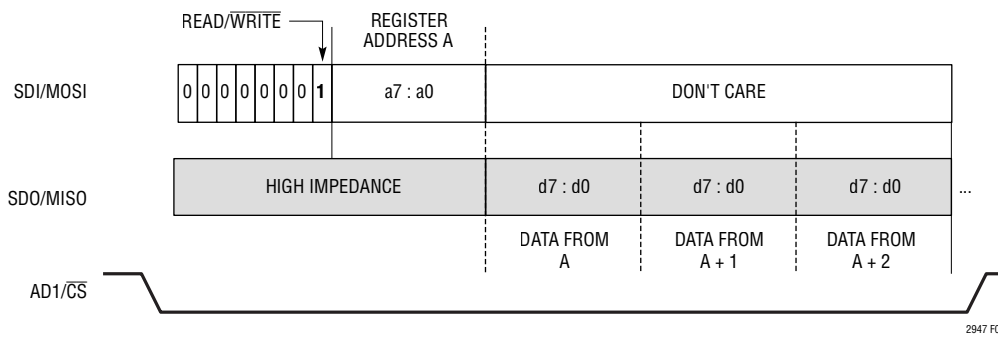 READ/WRITE
REGISTER
ADDRESS A
SDI/MOSI
0 0 0 0 0 0 0 1
a7 : a0
DON'T CARE
SDO/MISO
HIGH IMPEDANCE
d7 : d0
d7 : d0
d7 : d0
...
DATA FROM
A
DATA FROM
A + 1
DATA FROM
A + 2
AD1/CS
2947